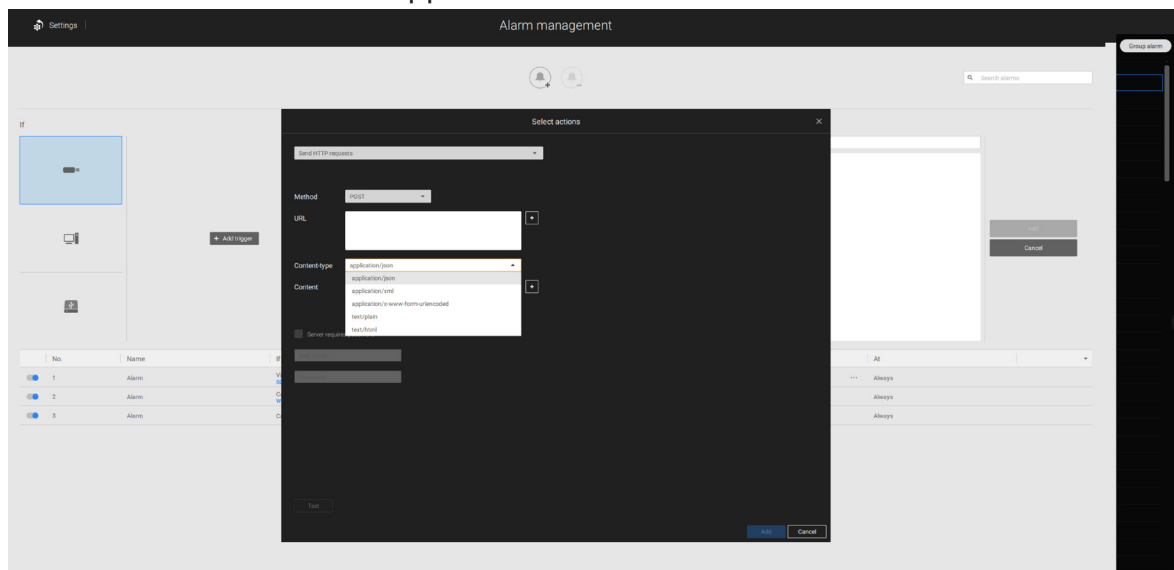 Settings
Alarm management
Group alarm
Search alarms
If
Select actions
Send HTTP requests
Method
POST
URL
+
+ Add trigger
Add
Cancel
Content-type
application/json
application/json
Content
application/xml
+
application/x-www-form-urlencoded
text/plain
text/html
Server require
No.
Name
If
At
1
Alarm
Always
2
Alarm
Always
3
Alarm
Always
Test
Add
Cancel